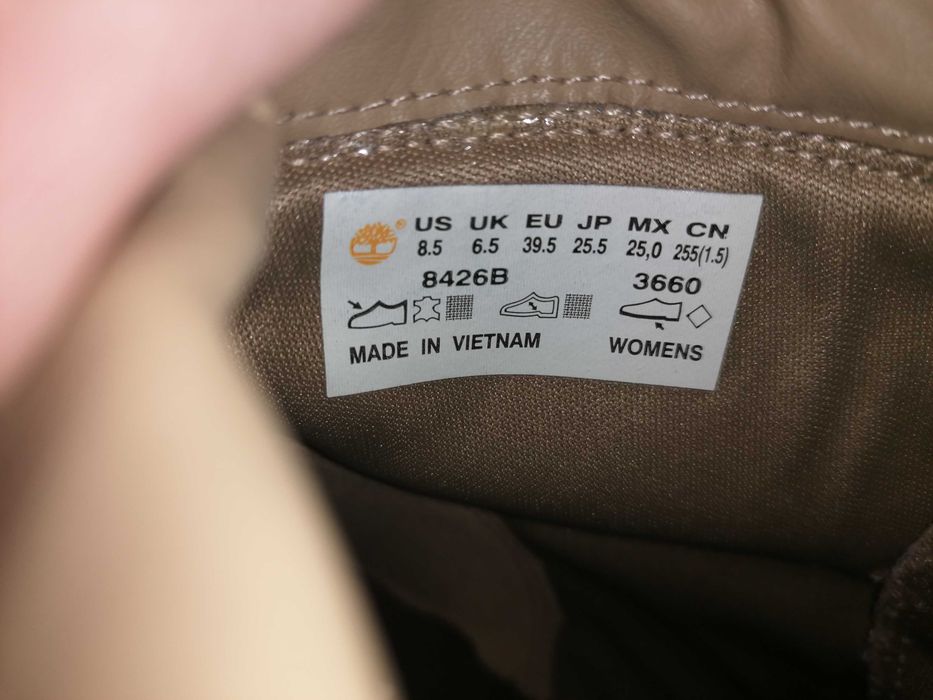 ® US UK EU JP MX CN
8.5 6.5 39.5 25.5 25,0 255(1.5)
8426B 3660
MADE IN VIETNAM WOMENS